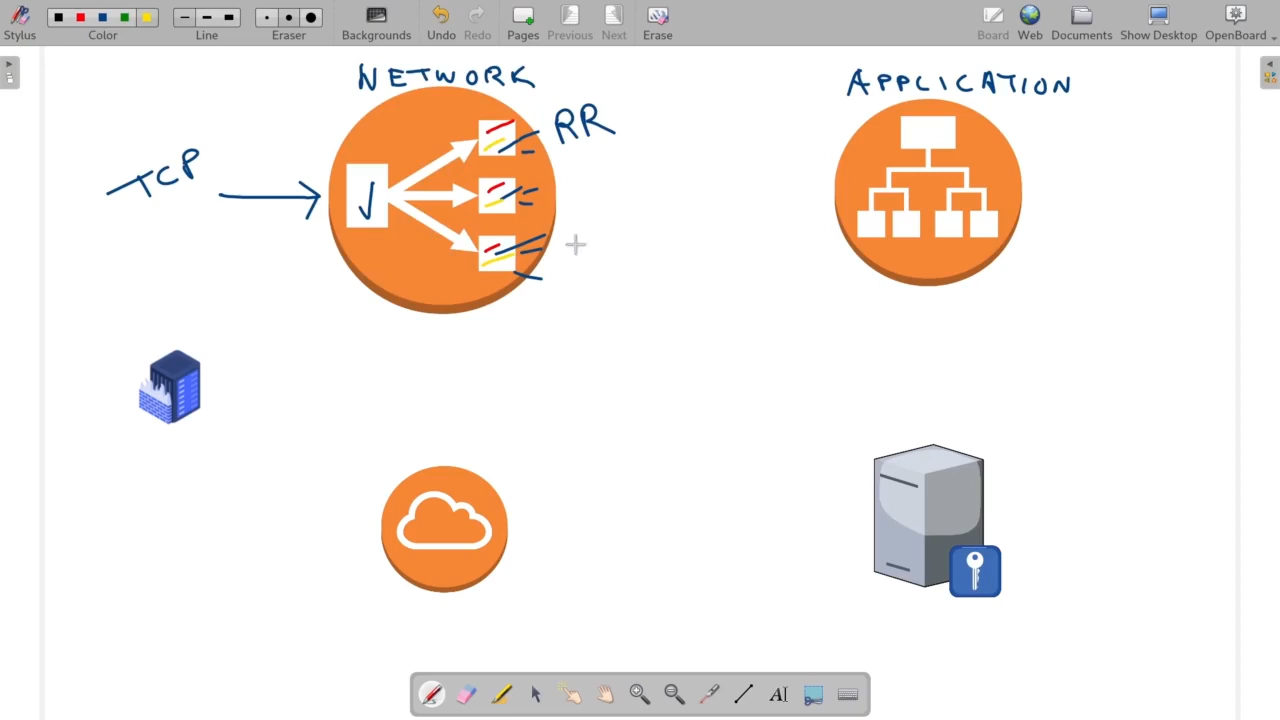 Stylus
Color
Line
Eraser
Backgrounds
Undo
Redo
Pages
Previous
Next
Erase
Board
Web
Documents
Show Desktop
OpenBoard
NETWORK
APPLICATION
RR
TCP
AI